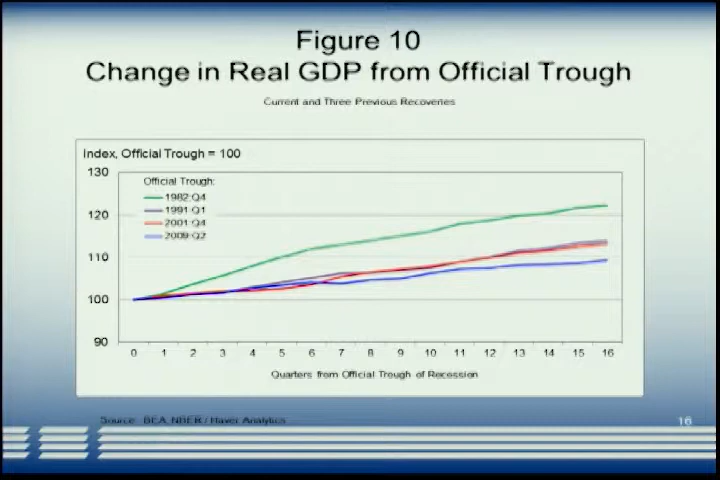 Figure 10
Change in Real GDP from Official Trough
Current and Three Previous Recoveries
Index, Official Trough = 100
130
120
110
100
90
Official Trough:
1982:Q4
1991:Q1
2001:Q4
2009:Q2
0 1 2 3 4 5 6 7 8 9 10 11 12 13 14 15 16
Quarters from Official Trough of Recession
Source: BEA, NBER / Haver Analytics
16